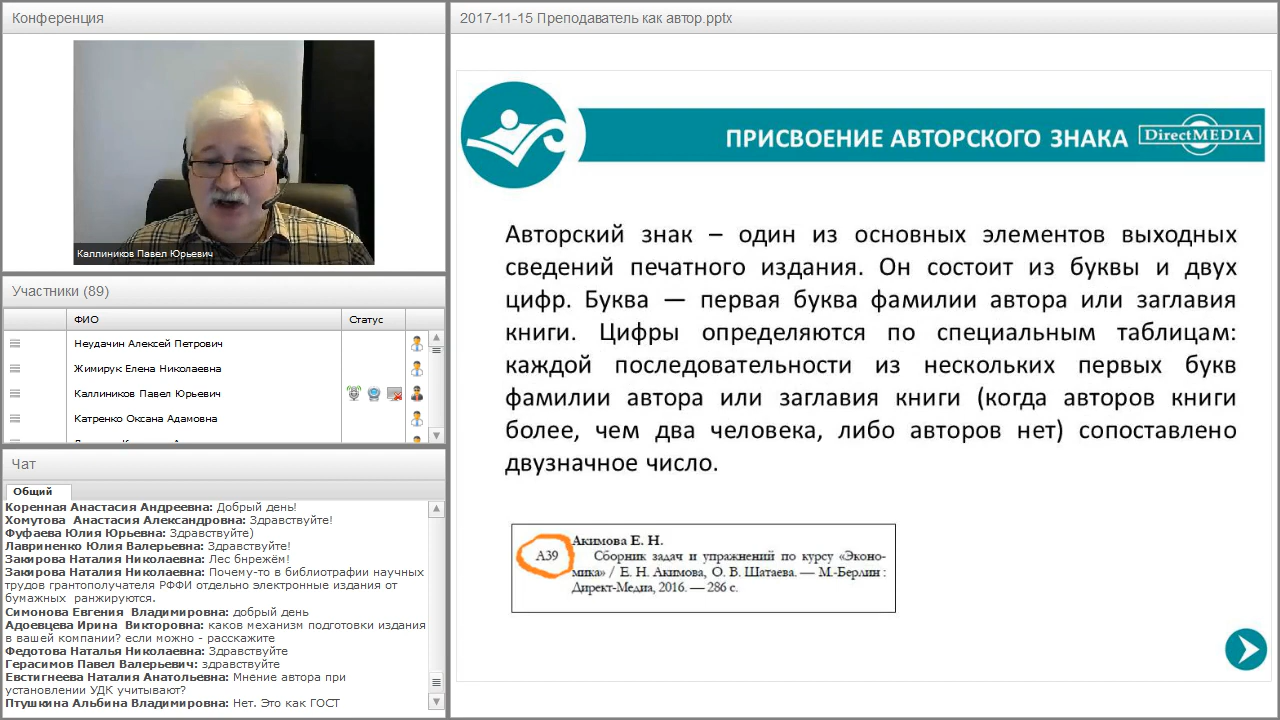 Конференция
Каллиников Павел Юрьевич
Участники (89)
ФИО
Статус
Неудачин Алексей Петрович
Жимирук Елена Николаевна
Каллиников Павел Юрьевич
Катренко Оксана Адамовна
Чат
Общий
Коренная Анастасия Андреевна: Добрый день!
Хомутова Анастасия Александровна: Здравствуйте!
Фуфаева Юлия Юрьевна: Здравствуйте)
Лавриненко Юлия Валерьевна: Здравствуйте!
Закирова Наталия Николаевна: Лес бнрежём!
Закирова Наталия Николаевна: Почему-то в библиотрафии научных
трудов грантополучателя РФФИ отдельно электронные издания от
бумажных ранжируются.
Симонова Евгения Владимировна: добрый день
Адоевцева Ирина Викторовна: каков механизм подготовки издания
в вашей компании? если можно - расскажите
Федотова Наталья Николаевна: Здравствуйте
Герасимов Павел Валерьевич: здравствуйте
Евстигнеева Наталия Анатольевна: Мнение автора при
установлении УДК учитывают?
Птушкина Альбина Владимировна: Нет. Это как ГОСТ
2017-11-15 Преподаватель как автор.pptx
ПРИСВОЕНИЕ АВТОРСКОГО ЗНАКА
DirectMEDIA
Авторский знак – один из основных элементов выходных
сведений печатного издания. Он состоит из буквы и двух
цифр. Буква — первая буква фамилии автора или заглавия
книги. Цифры определяются по специальным таблицам:
каждой последовательности из нескольких первых букв
фамилии автора или заглавия книги (когда авторов книги
более, чем два человека, либо авторов нет) сопоставлено
двузначное число.
Акимова Е. Н.
А39
Сборник задач и упражнений по курсу «Эконо-
мика» / Е. Н. Акимова, О. В. Шатаева. — М.-Берлин :
Директ-Медиа, 2016. — 286 с.